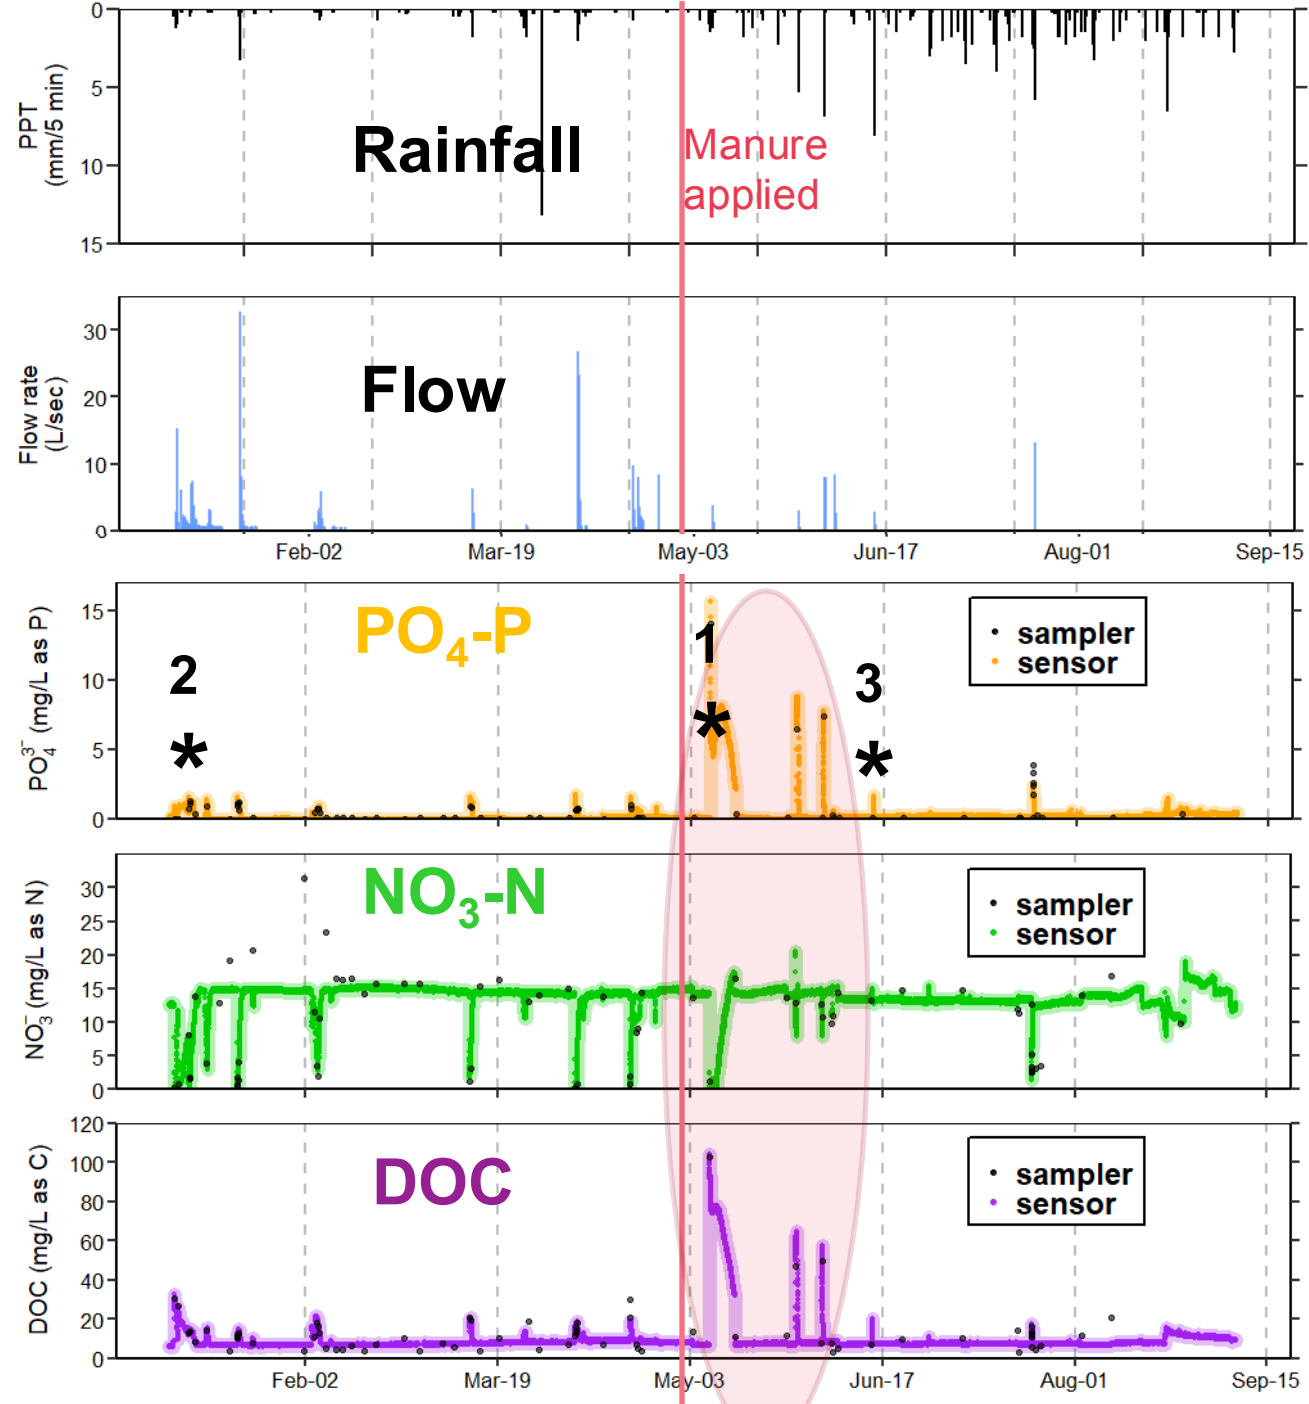 0
5
10
15
PPT
(mm/5 min)
Rainfall
Manure
applied
30
20
10
0
Flow rate
(L/sec)
Flow
Feb-02 Mar-19 May-03 Jun-17 Aug-01 Sep-15
15
10
5
0
PO₄³⁻ (mg/L as P)
PO₄-P
2
*
1
*
3
*
sampler
sensor
30
25
20
15
10
5
0
NO₃⁻ (mg/L as N)
NO₃-N
sampler
sensor
120
100
80
60
40
20
0
DOC (mg/L as C)
DOC
sampler
sensor
Feb-02 Mar-19 May-03 Jun-17 Aug-01 Sep-15